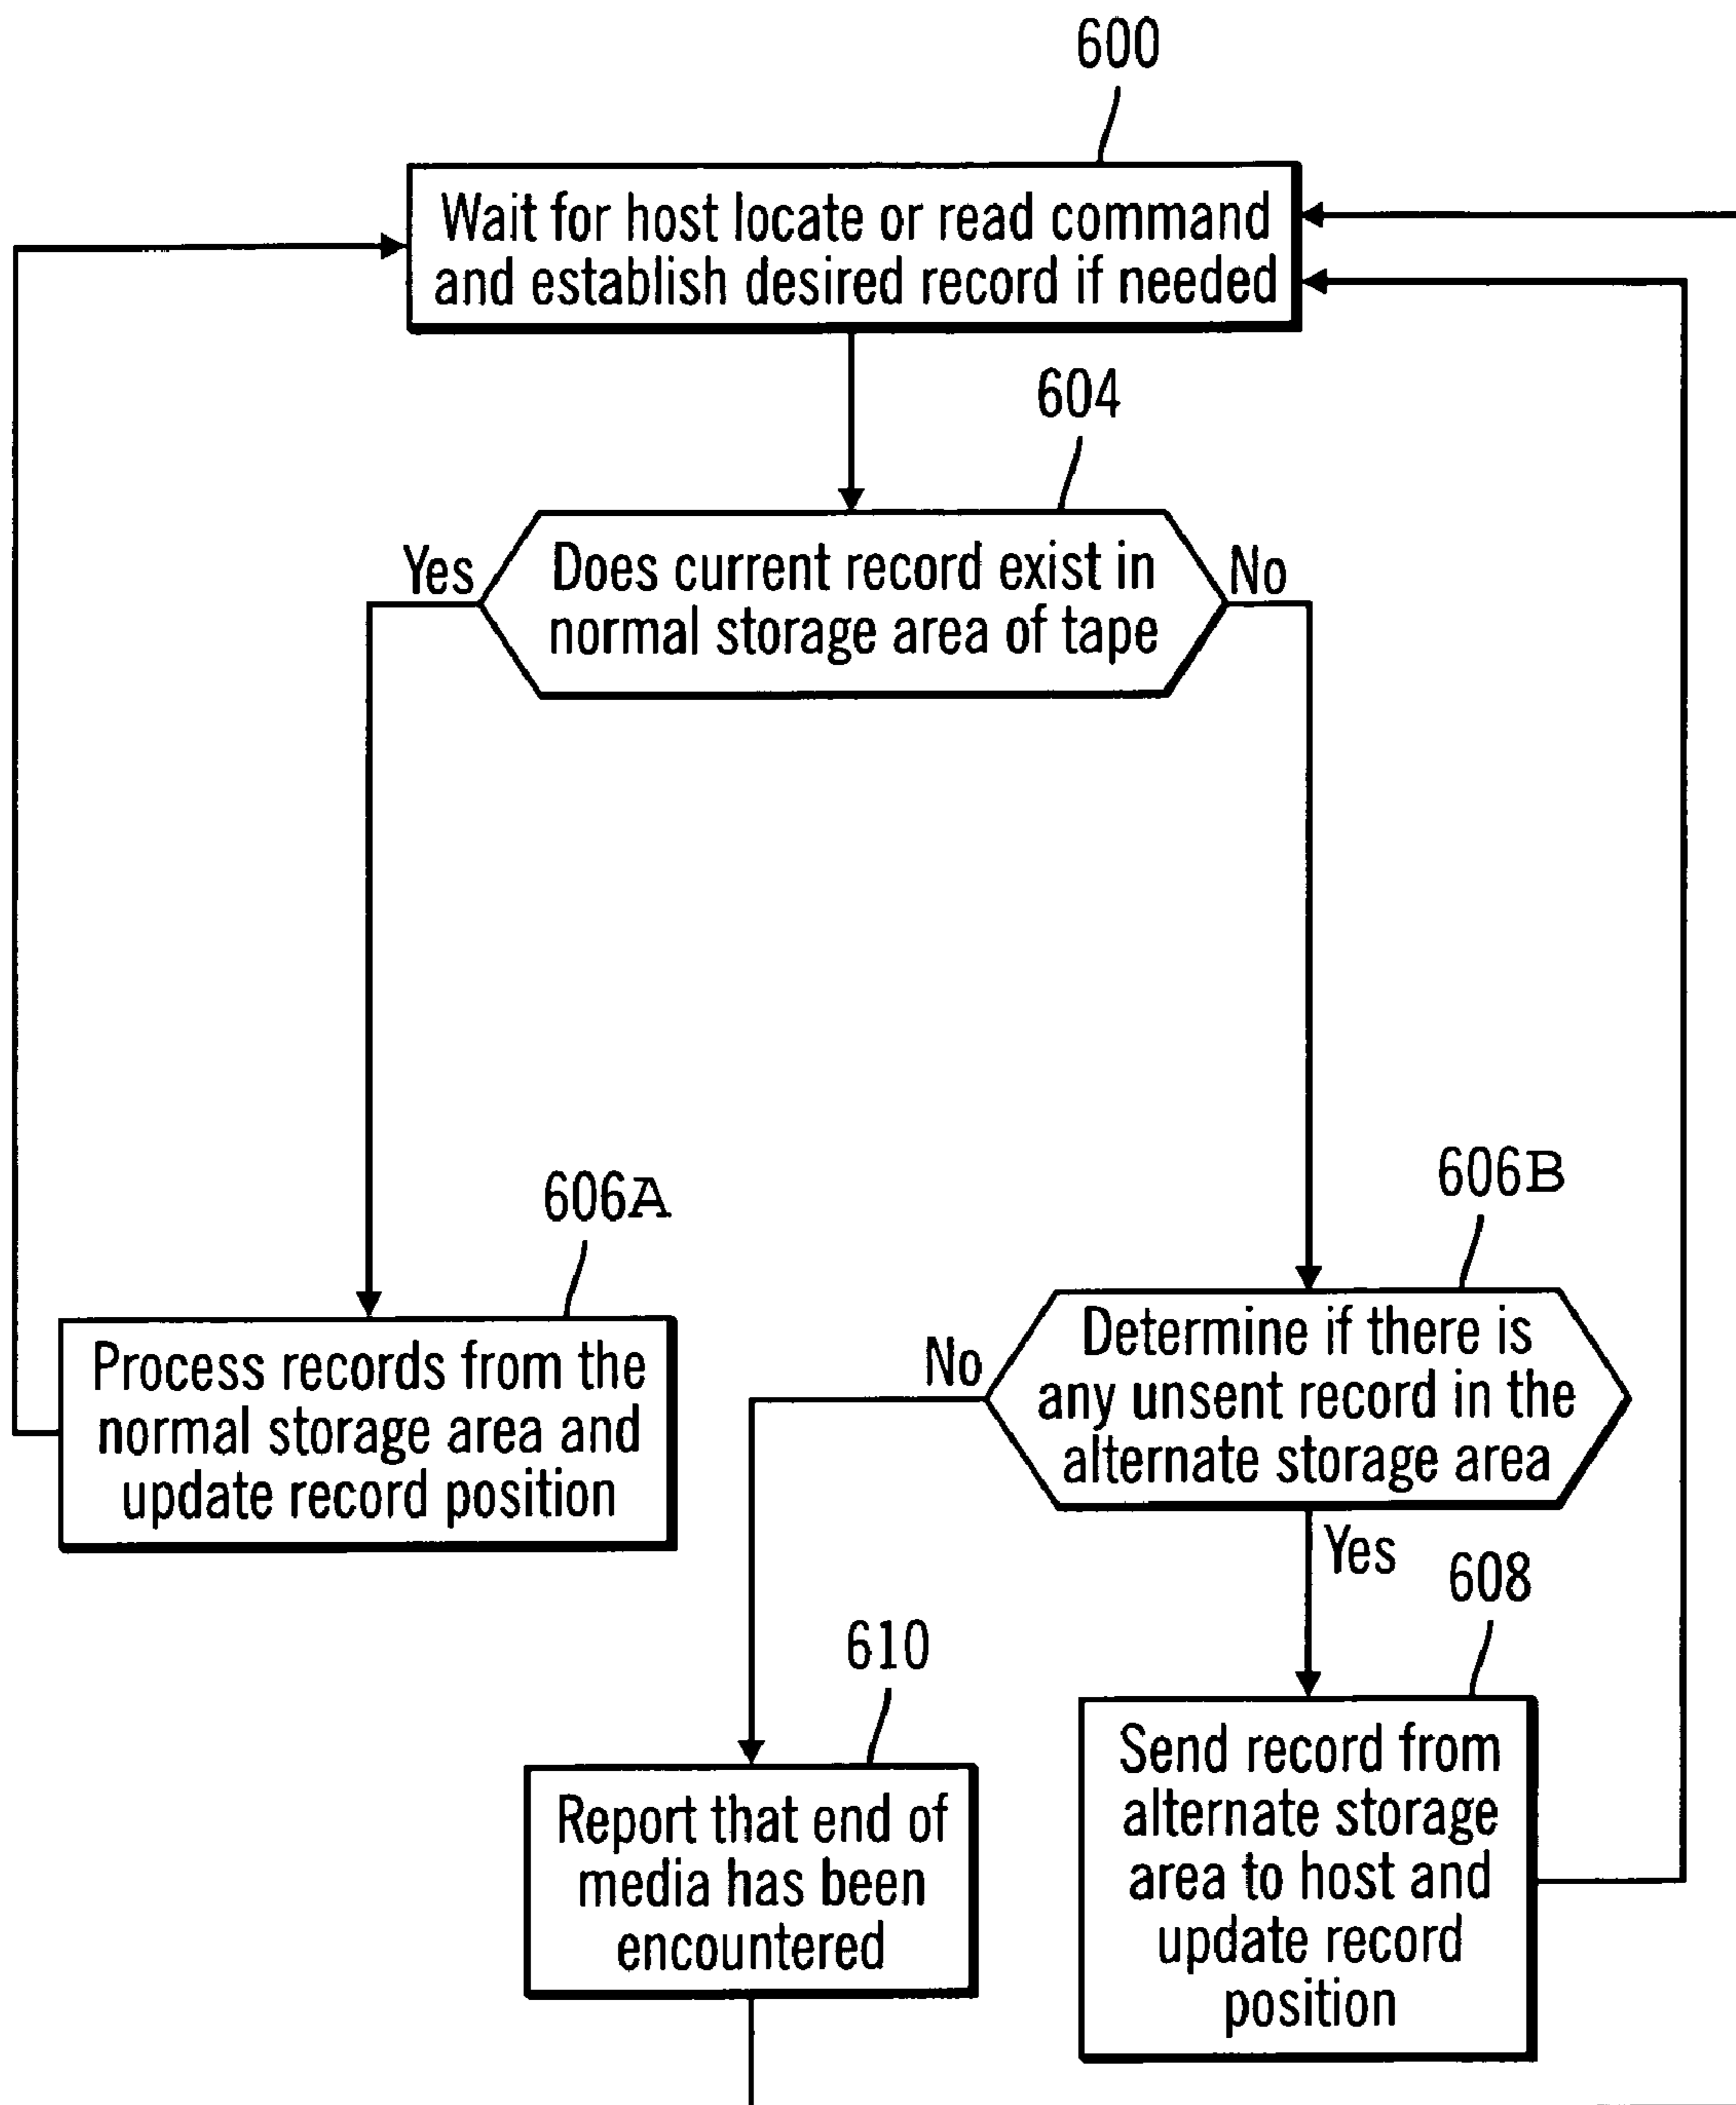 600
Wait for host locate or read command
and establish desired record if needed
604
Yes
Does current record exist in
normal storage area of tape
No
606A
Process records from the
normal storage area and
update record position
606B
No
Determine if there is
any unsent record in the
alternate storage area
Yes
608
610
Send record from
alternate storage
area to host and
update record
position
Report that end of
media has been
encountered